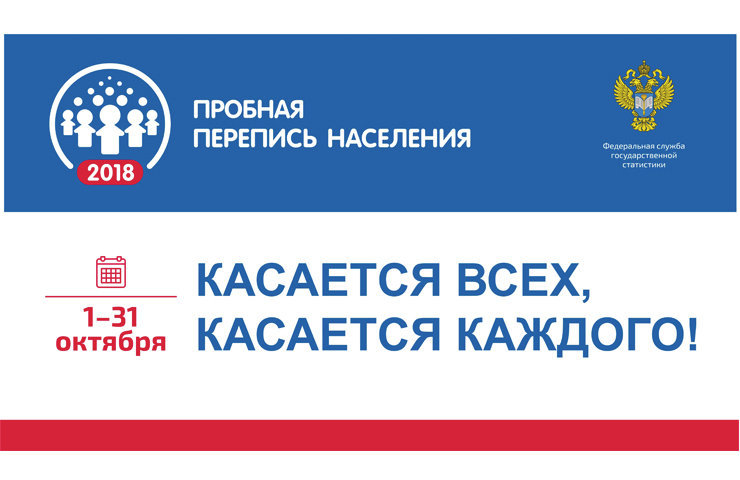 ПРОБНАЯ
ПЕРЕПИСЬ НАСЕЛЕНИЯ
2018
Федеральная служба
государственной
статистики
1–31
октября
КАСАЕТСЯ ВСЕХ,
КАСАЕТСЯ КАЖДОГО!